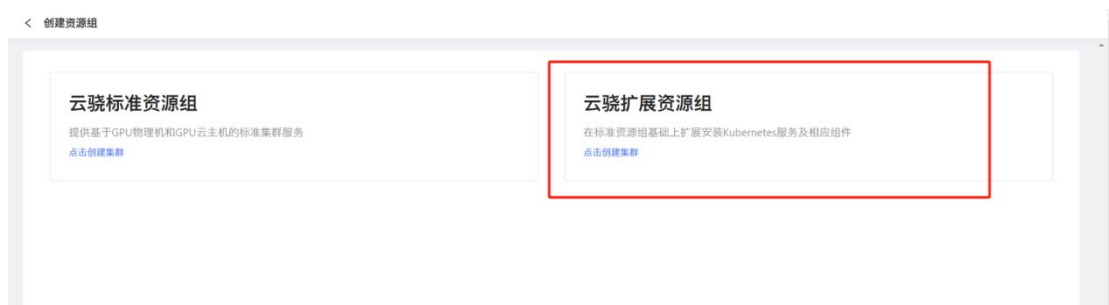 创建资源组
云骁标准资源组
提供基于GPU物理机和GPU云主机的标准集群服务
点击创建集群
云骁扩展资源组
在标准资源组基础上扩展安装Kubernetes服务及相应组件
点击创建集群